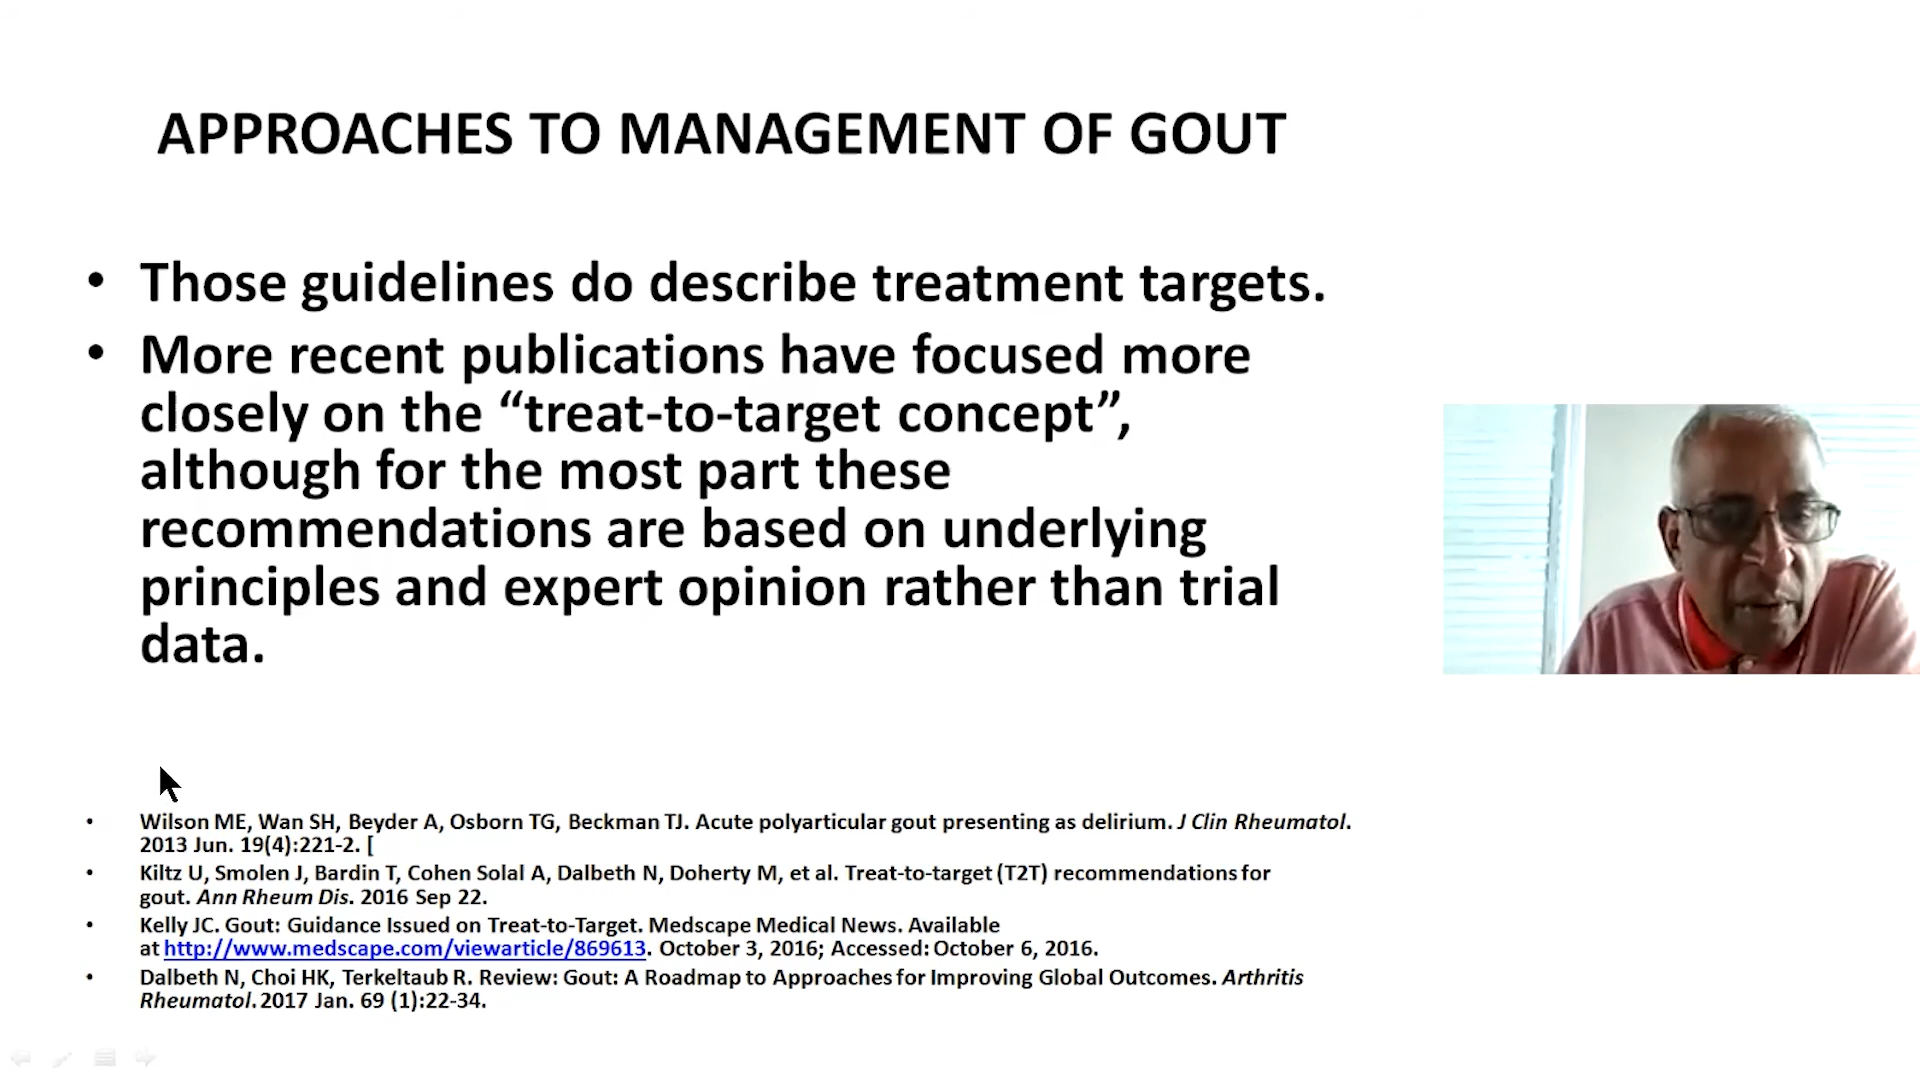 APPROACHES TO MANAGEMENT OF GOUT
• Those guidelines do describe treatment targets.
• More recent publications have focused more
closely on the “treat-to-target concept”,
although for the most part these
recommendations are based on underlying
principles and expert opinion rather than trial
data.
• Wilson ME, Wan SH, Beyder A, Osborn TG, Beckman TJ. Acute polyarticular gout presenting as delirium. J Clin Rheumatol.
2013 Jun. 19(4):221-2. [
• Kiltz U, Smolen J, Bardin T, Cohen Solal A, Dalbeth N, Doherty M, et al. Treat-to-target (T2T) recommendations for
gout. Ann Rheum Dis. 2016 Sep 22.
• Kelly JC. Gout: Guidance Issued on Treat-to-Target. Medscape Medical News. Available
at http://www.medscape.com/viewarticle/869613. October 3, 2016; Accessed: October 6, 2016.
• Dalbeth N, Choi HK, Terkeltaub R. Review: Gout: A Roadmap to Approaches for Improving Global Outcomes. Arthritis
Rheumatol. 2017 Jan. 69 (1):22-34.